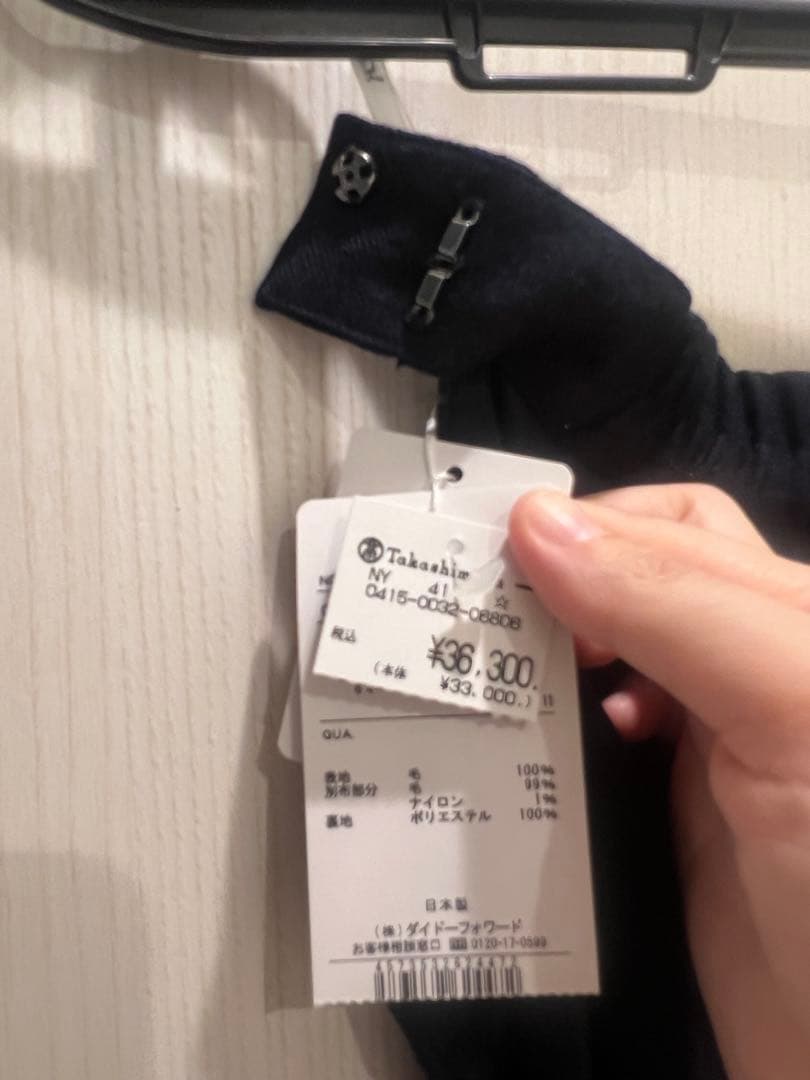 Takashim
NY 41 ☆
0415-0032-06806
税込 ¥36,300.
(本体 ¥33,000.)
11
QUA
表地 毛 100%
別布部分 毛 99%
ナイロン 1%
裏地 ポリエステル 100%
日本製
(株)ダイドーフォワード
お客様相談窓口 0120-17-0599